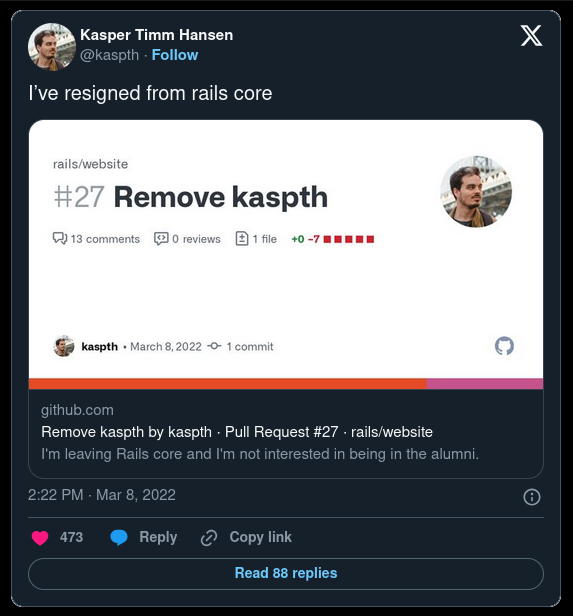 Kasper Timm Hansen
@kaspth · Follow
I’ve resigned from rails core
rails/website
#27 Remove kaspth
13 comments 0 reviews 1 file +0 -7
kaspth • March 8, 2022 1 commit
github.com
Remove kaspth by kaspth · Pull Request #27 · rails/website
I'm leaving Rails core and I'm not interested in being in the alumni.
2:22 PM · Mar 8, 2022
473 Reply Copy link
Read 88 replies